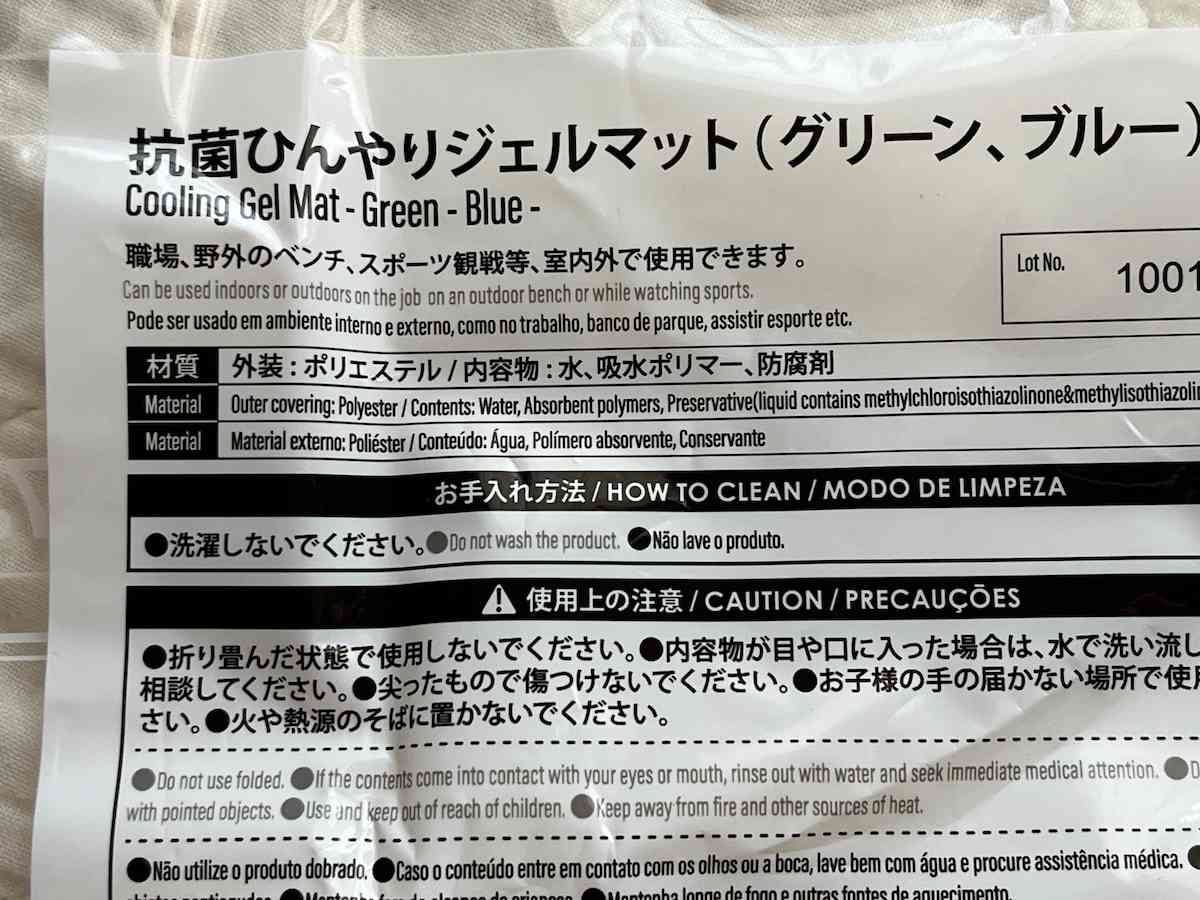 抗菌ひんやりジェルマット(グリーン、ブルー)
Cooling Gel Mat - Green - Blue -
職場、野外のベンチ、スポーツ観戦等、室内外で使用できます。
Can be used indoors or outdoors on the job on an outdoor bench or while watching sports.
Pode ser usado em ambiente interno e externo, como no trabalho, banco de parque, assistir esporte etc.
Lot No. 1001
材質 外装:ポリエステル / 内容物:水、吸水ポリマー、防腐剤
Material Outer covering: Polyester / Contents: Water, Absorbent polymers, Preservative(liquid contains methylchloroisothiazolinone&methylisothiazolin
Material Material externo: Poliéster / Conteúdo: Água, Polímero absorvente, Conservante
お手入れ方法 / HOW TO CLEAN / MODO DE LIMPEZA
●洗濯しないでください。●Do not wash the product. ●Não lave o produto.
⚠ 使用上の注意 / CAUTION / PRECAUÇÕES
●折り畳んだ状態で使用しないでください。●内容物が目や口に入った場合は、水で洗い流し
相談してください。●尖ったもので傷つけないでください。●お子様の手の届かない場所で使用
さい。●火や熱源のそばに置かないでください。
●Do not use folded. ●If the contents come into contact with your eyes or mouth, rinse out with water and seek immediate medical attention. ●D
with pointed objects. ●Use and keep out of reach of children. ●Keep away from fire and other sources of heat.
●Não utilize o produto dobrado. ●Caso o conteúdo entre em contato com os olhos ou a boca, lave bem com água e procure assistência médica. ●
●Mantenha fora do alcance de crianças. ●Mantenha longe de fogo e outras fontes de aquecimento.